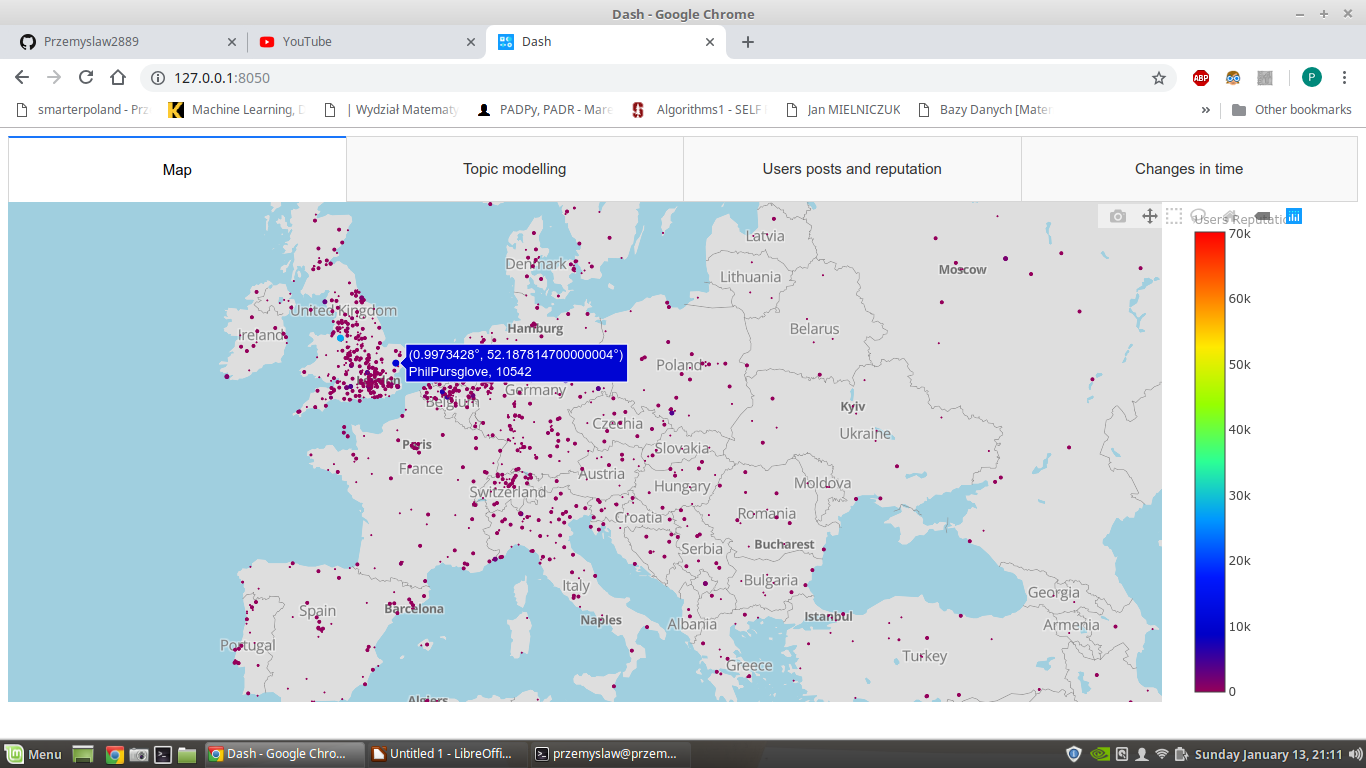 Dash - Google Chrome
Przemyslaw2889
YouTube
Dash
127.0.0.1:8050
smarterpoland - Prz
Machine Learning, D
| Wydział Matematy
PADPy, PADR - Mare
Algorithms1 - SELF
Jan MIELNICZUK
Bazy Danych [Mater
»
Other bookmarks
ABP
P
Map
Topic modelling
Users posts and reputation
Changes in time
Users Reputatio
70k
60k
50k
40k
30k
20k
10k
0
Latvia
Denmark
Moscow
Lithuania
United Kingdom
Hamburg
Belarus
Ireland
(0.9973428°, 52.187814700000004°)
PhilPursglove, 10542
Poland
London
Germany
Belgium
Kyiv
Czechia
Ukraine
Paris
Slovakia
France
Austria
Switzerland
Hungary
Moldova
Croatia
Romania
Bucharest
Serbia
Italy
Bulgaria
Georgia
Spain
Barcelona
Naples
Istanbul
Albania
Armenia
Portugal
Turkey
Greece
Algiers
Menu
Dash - Google Chro...
Untitled 1 - LibreOffi...
przemyslaw@przem...
Sunday January 13, 21:11